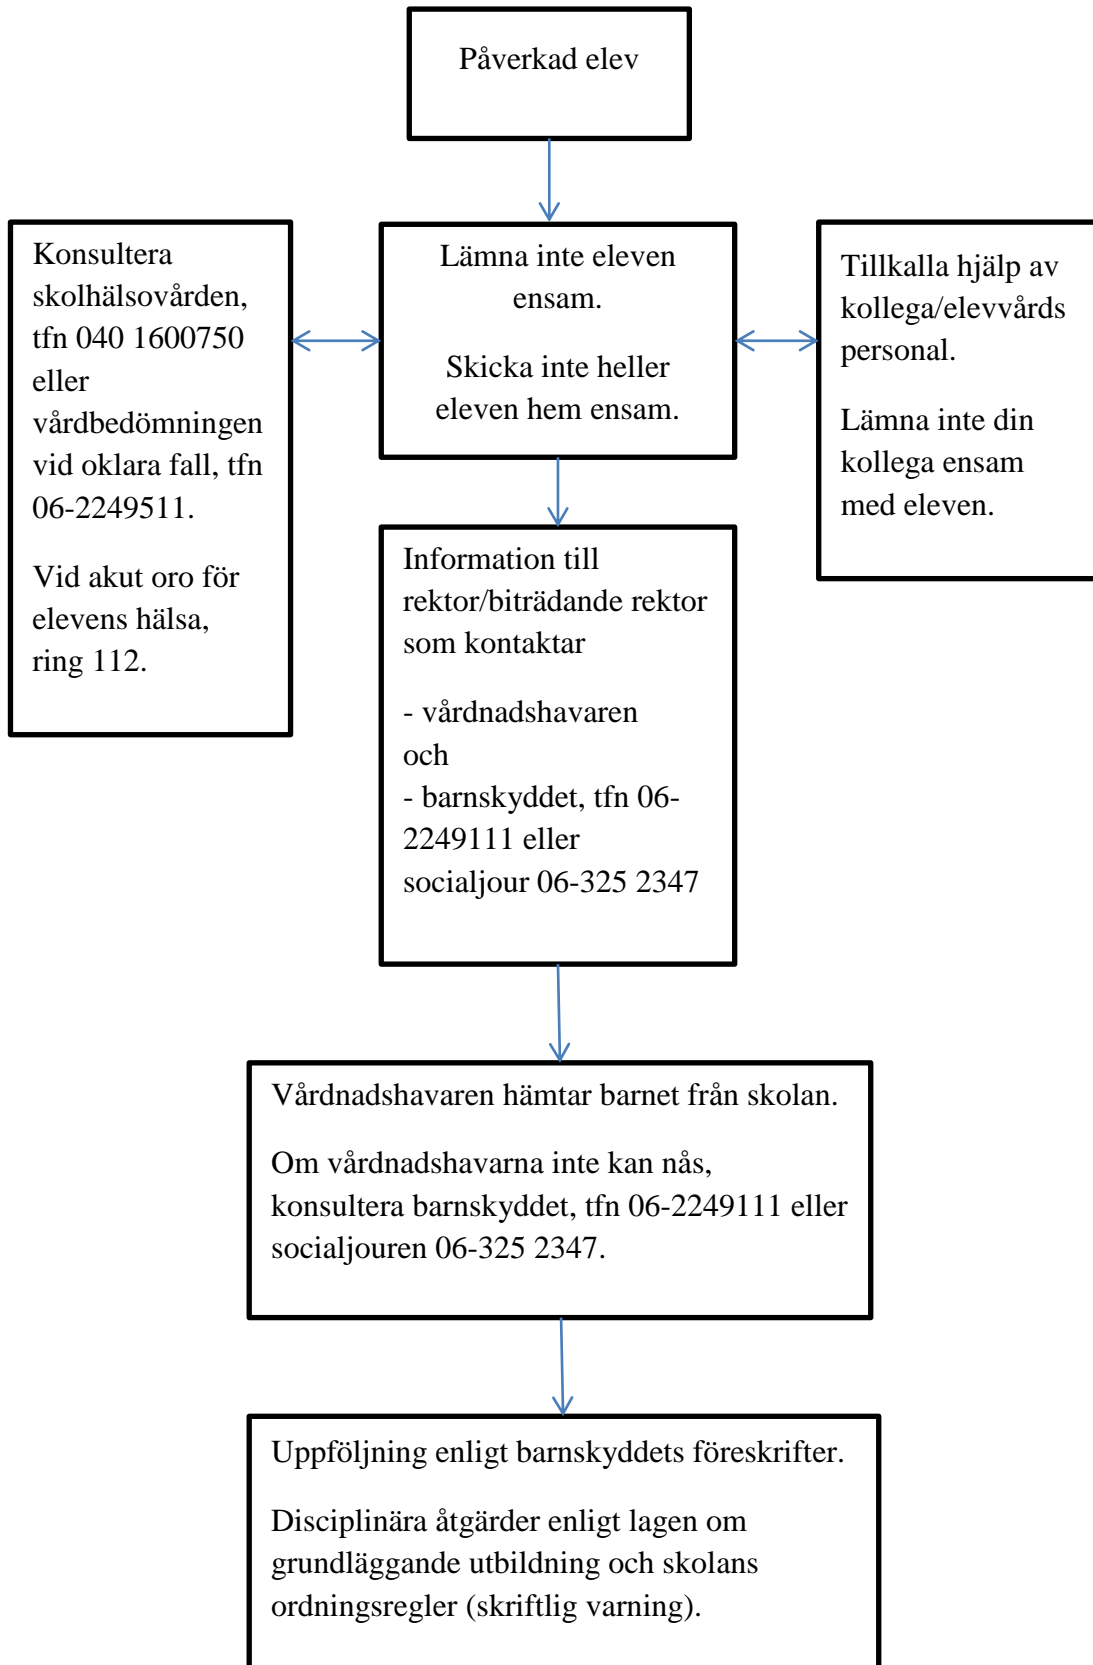 Påverkad elev
Konsultera
skolhälsovården,
tfn 040 1600750
eller
vårdbedömningen
vid oklara fall, tfn
06-2249511.
Vid akut oro för
elevens hälsa,
ring 112.
Lämna inte eleven
ensam.
Skicka inte heller
eleven hem ensam.
Tillkalla hjälp av
kollega/elevvårds
personal.
Lämna inte din
kollega ensam
med eleven.
Information till
rektor/biträdande rektor
som kontaktar
- vårdnadshavaren
och
- barnskyddet, tfn 06-
2249111 eller
socialjour 06-325 2347
Vårdnadshavaren hämtar barnet från skolan.
Om vårdnadshavarna inte kan nås,
konsultera barnskyddet, tfn 06-2249111 eller
socialjouren 06-325 2347.
Uppföljning enligt barnskyddets föreskrifter.
Disciplinära åtgärder enligt lagen om
grundläggande utbildning och skolans
ordningsregler (skriftlig varning).